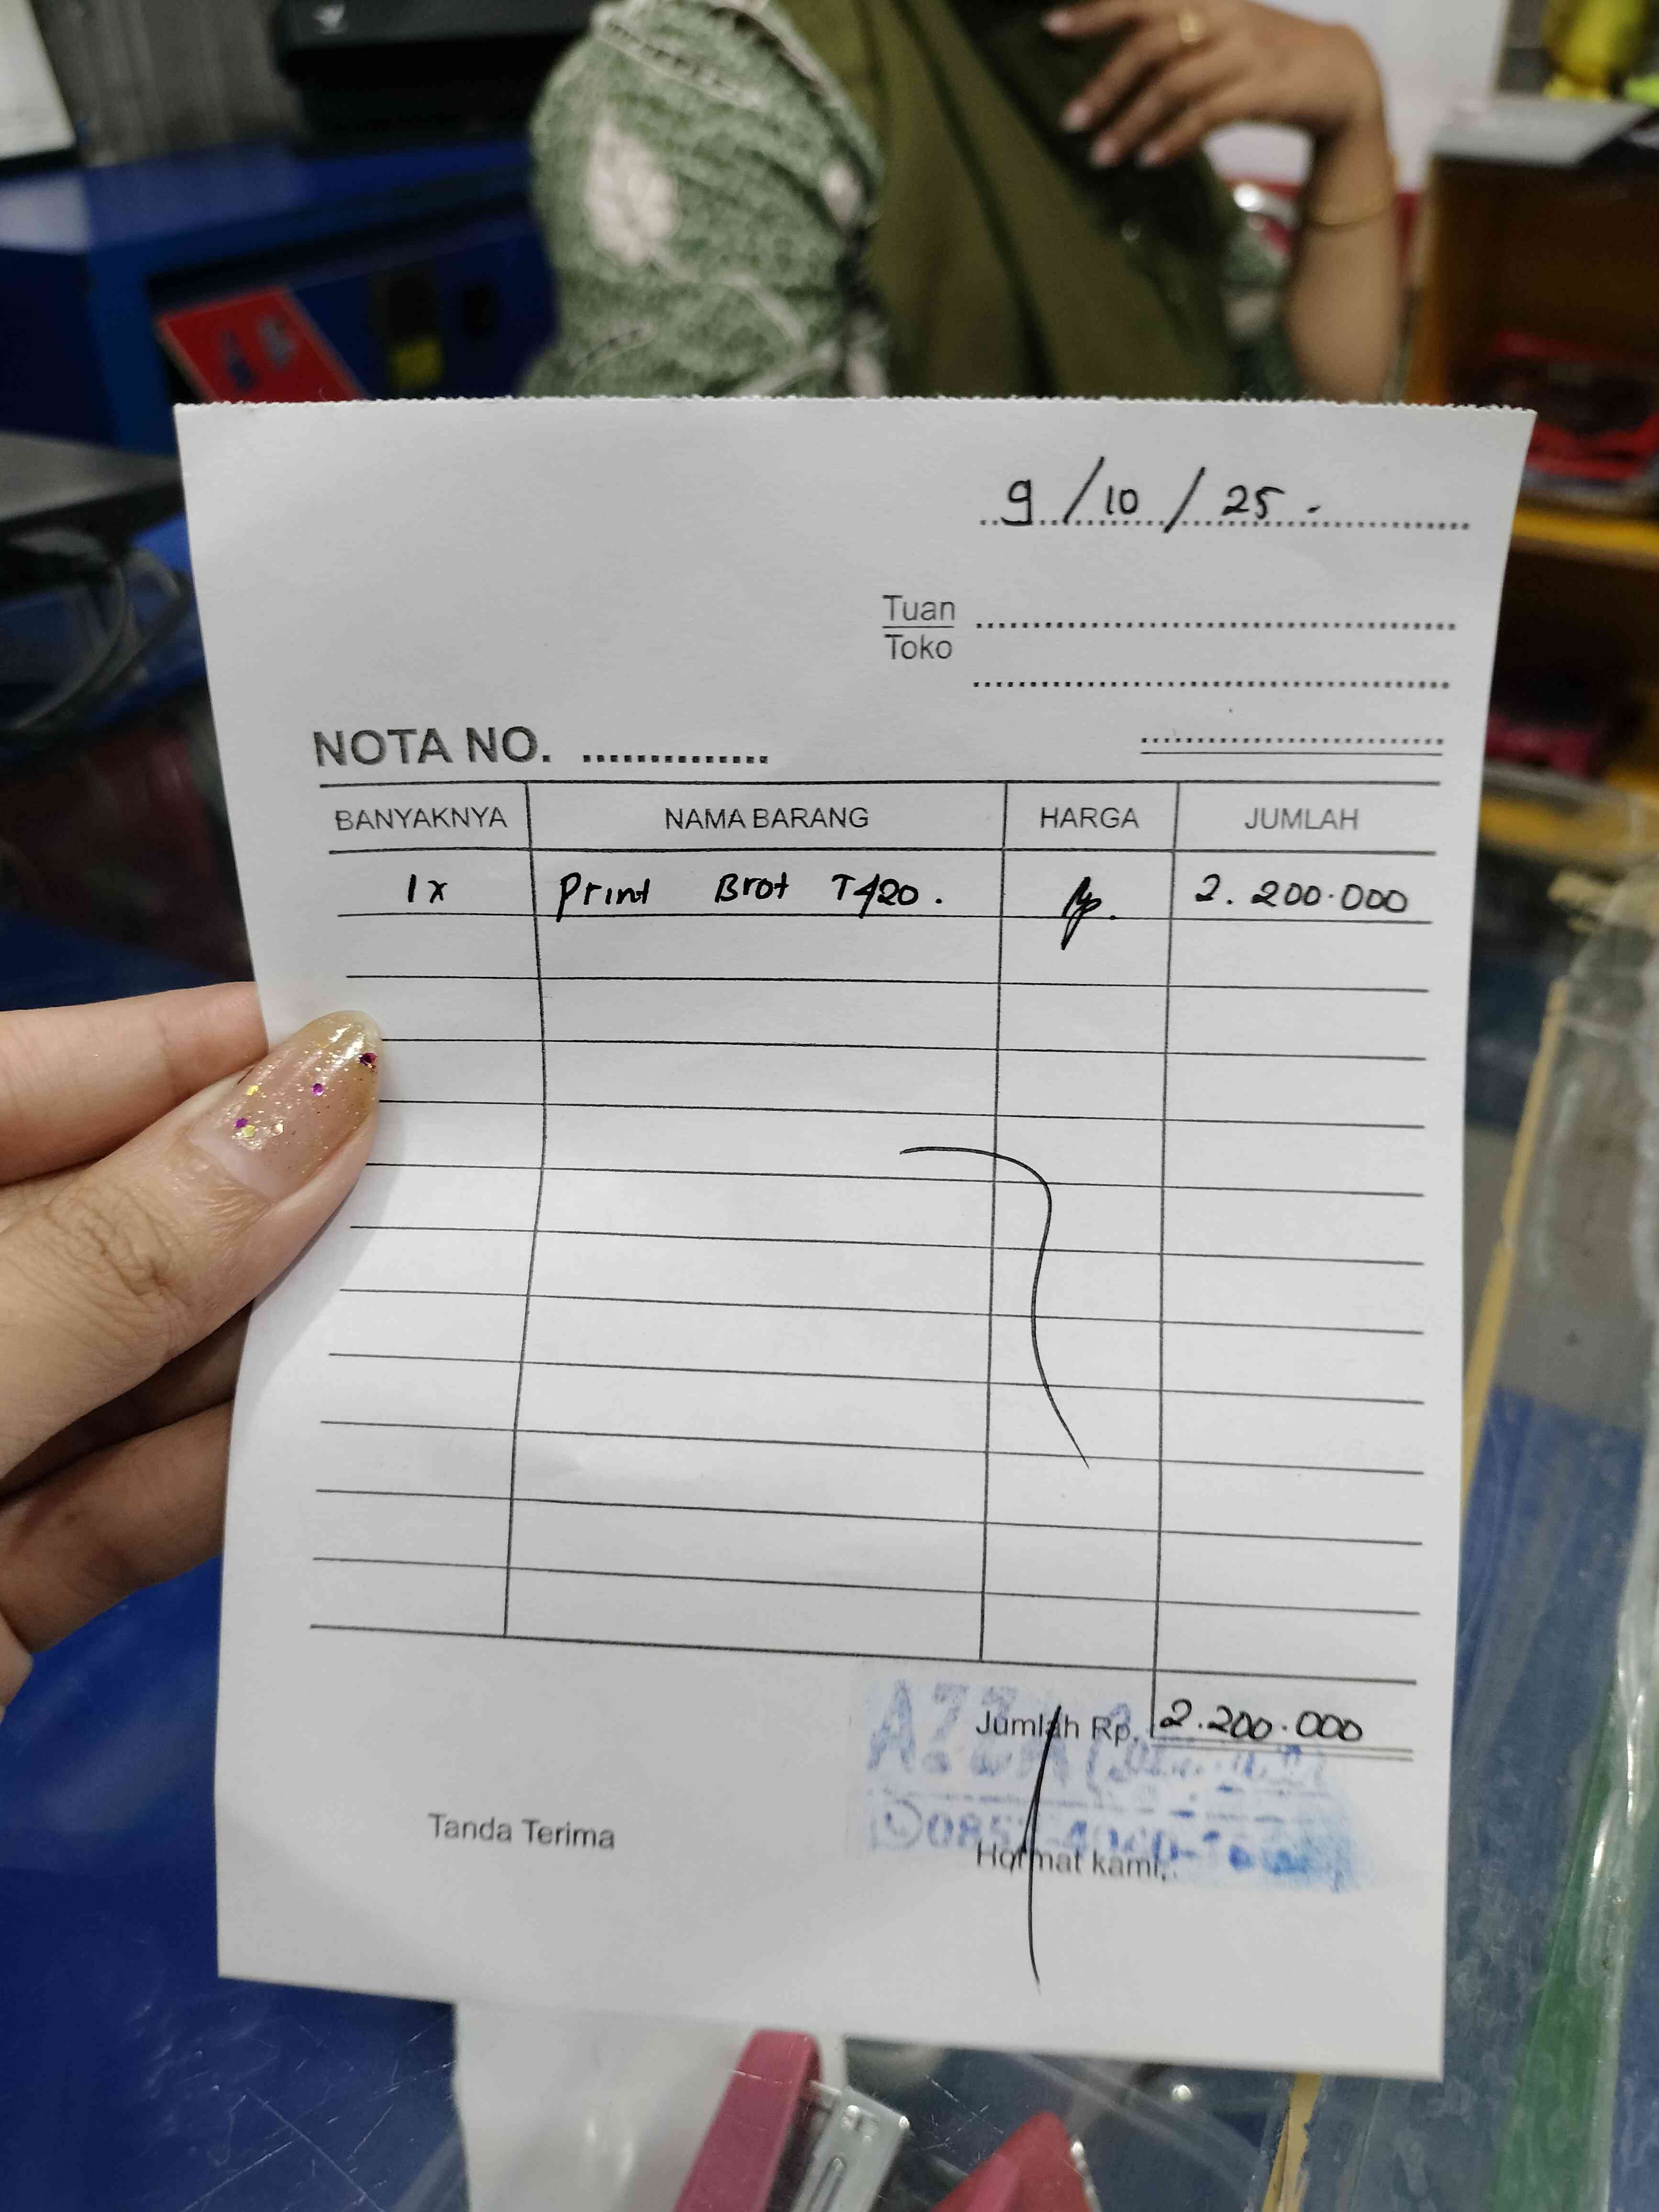 9/10/25.
Tuan
Toko
NOTA NO. ..............
BANYAKNYA NAMA BARANG HARGA JUMLAH
1x Print Brot T420. Rp. 2.200.000
Jumlah Rp. 2.200.000
Tanda Terima
Hormat kami,